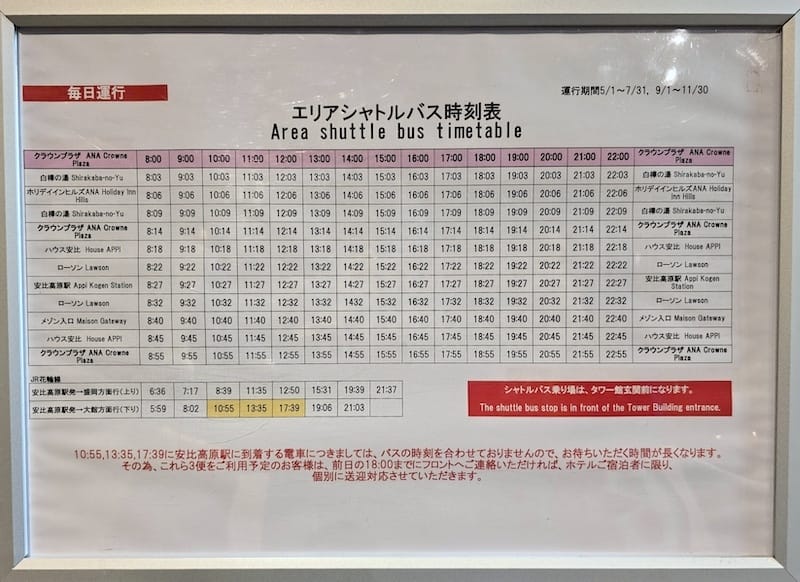 毎日運行
運行期間5/1～7/31, 9/1～11/30
エリアシャトルバス時刻表
Area shuttle bus timetable
クラウンプラザ ANA Crowne Plaza 8:00 9:00 10:00 11:00 12:00 13:00 14:00 15:00 16:00 17:00 18:00 19:00 20:00 21:00 22:00 クラウンプラザ ANA Crowne Plaza
白樺の湯 Shirakaba-no-Yu 8:03 9:03 10:03 11:03 12:03 13:03 14:03 15:03 16:03 17:03 18:03 19:03 20:03 21:03 22:03 白樺の湯 Shirakaba-no-Yu
ホリデイインヒルズANA Holiday Inn Hills 8:06 9:06 10:06 11:06 12:06 13:06 14:06 15:06 16:06 17:06 18:06 19:06 20:06 21:06 22:06 ホリデイインヒルズANA Holiday Inn Hills
白樺の湯 Shirakaba-no-Yu 8:09 9:09 10:09 11:09 12:09 13:09 14:09 15:09 16:09 17:09 18:09 19:09 20:09 21:09 22:09 白樺の湯 Shirakaba-no-Yu
クラウンプラザ ANA Crowne Plaza 8:14 9:14 10:14 11:14 12:14 13:14 14:14 15:14 16:14 17:14 18:14 19:14 20:14 21:14 22:14 クラウンプラザ ANA Crowne Plaza
ハウス安比 House APPI 8:18 9:18 10:18 11:18 12:18 13:18 14:18 15:18 16:18 17:18 18:18 19:18 20:18 21:18 22:18 ハウス安比 House APPI
ローソン Lawson 8:22 9:22 10:22 11:22 12:22 13:22 14:22 15:22 16:22 17:22 18:22 19:22 20:22 21:22 22:22 ローソン Lawson
安比高原駅 Appi Kogen Station 8:27 9:27 10:27 11:27 12:27 13:27 14:27 15:27 16:27 17:27 18:27 19:27 20:27 21:27 22:27 安比高原駅 Appi Kogen Station
ローソン Lawson 8:32 9:32 10:32 11:32 12:32 13:32 14:32 15:32 16:32 17:32 18:32 19:32 20:32 21:32 22:32 ローソン Lawson
メゾン入口 Maison Gateway 8:40 9:40 10:40 11:40 12:40 13:40 14:40 15:40 16:40 17:40 18:40 19:40 20:40 21:40 22:40 メゾン入口 Maison Gateway
ハウス安比 House APPI 8:45 9:45 10:45 11:45 12:45 13:45 14:45 15:45 16:45 17:45 18:45 19:45 20:45 21:45 22:45 ハウス安比 House APPI
クラウンプラザ ANA Crowne Plaza 8:55 9:55 10:55 11:55 12:55 13:55 14:55 15:55 16:55 17:55 18:55 19:55 20:55 21:55 22:55 クラウンプラザ ANA Crowne Plaza
JR花輪線
安比高原駅発→盛岡方面行(上り) 6:36 7:17 8:39 11:35 12:50 15:31 19:39 21:37
安比高原駅発→大館方面行(下り) 5:59 8:02 10:55 13:35 17:39 19:06 21:03
シャトルバス乗り場は、タワー館玄関前になります。
The shuttle bus stop is in front of the Tower Building entrance.
10:55,13:35,17:39に安比高原駅に到着する電車につきましては、バスの時刻を合わせておりませんので、お待ちいただく時間が長くなります。
その為、これら3便をご利用予定のお客様は、前日の18:00までにフロントへご連絡いただければ、ホテルご宿泊者に限り、
個別に送迎対応させていただきます。